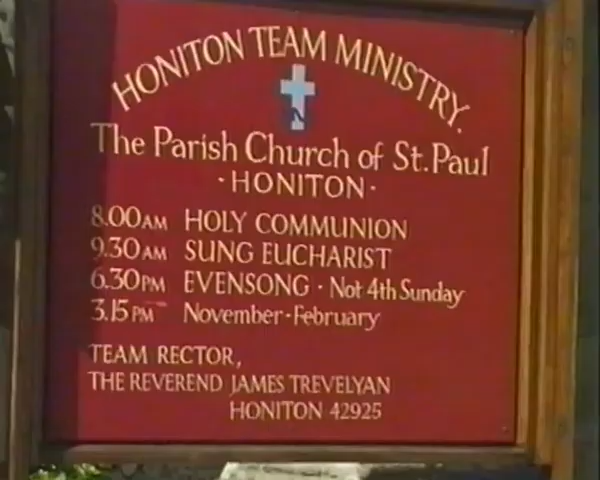 HONITON TEAM MINISTRY.
The Parish Church of St. Paul
· HONITON ·
8.00AM HOLY COMMUNION
9.30AM SUNG EUCHARIST
6.30PM EVENSONG · Not 4th Sunday
3.15PM November - February
TEAM RECTOR,
THE REVEREND JAMES TREVELYAN
HONITON 42925